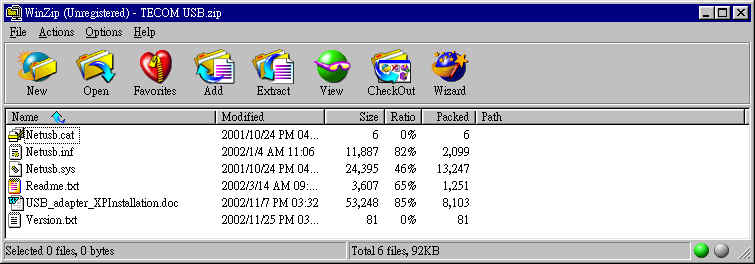 WinZip (Unregistered) - TECOM USB.zip
File Actions Options Help
New Open Favorites Add Extract View CheckOut Wizard
Name Modified Size Ratio Packed Path
Netusb.cat 2001/10/24 PM 04... 6 0% 6
Netusb.inf 2002/1/4 AM 11:06 11,887 82% 2,099
Netusb.sys 2001/10/24 PM 04... 24,395 46% 13,247
Readme.txt 2002/3/14 AM 09:... 3,607 65% 1,251
USB_adapter_XPInstallation.doc 2002/11/7 PM 03:32 53,248 85% 8,103
Version.txt 2002/11/25 PM 03... 81 0% 81
Selected 0 files, 0 bytes Total 6 files, 92KB